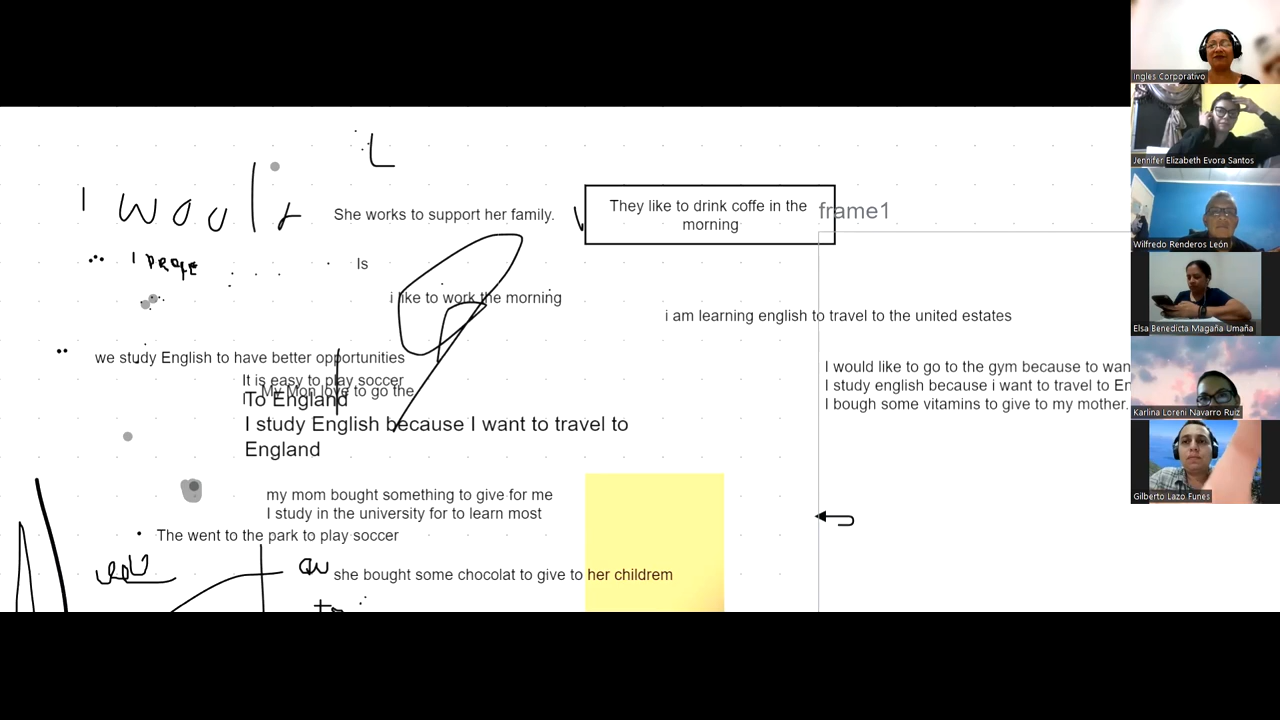 L
I woold
She works to support her family.
They like to drink coffe in the
morning
frame1
Is
i like to work the morning
i am learning english to travel to the united estates
we study English to have better opportunities
It is easy to play soccer
My Mon love to go the
To England
I study English because I want to travel to
England
I would like to go to the gym because to wan
I study english because i want to travel to En
I bough some vitamins to give to my mother.
my mom bought something to give for me
I study in the university for to learn most
The went to the park to play soccer
she bought some chocolat to give to her childrem
Ingles Corporativo
Jennifer Elizabeth Evora Santos
Wilfredo Renderos León
Elsa Benedicta Magaña Umaña
Karlina Loreni Navarro Ruiz
Gilberto Lazo Funes